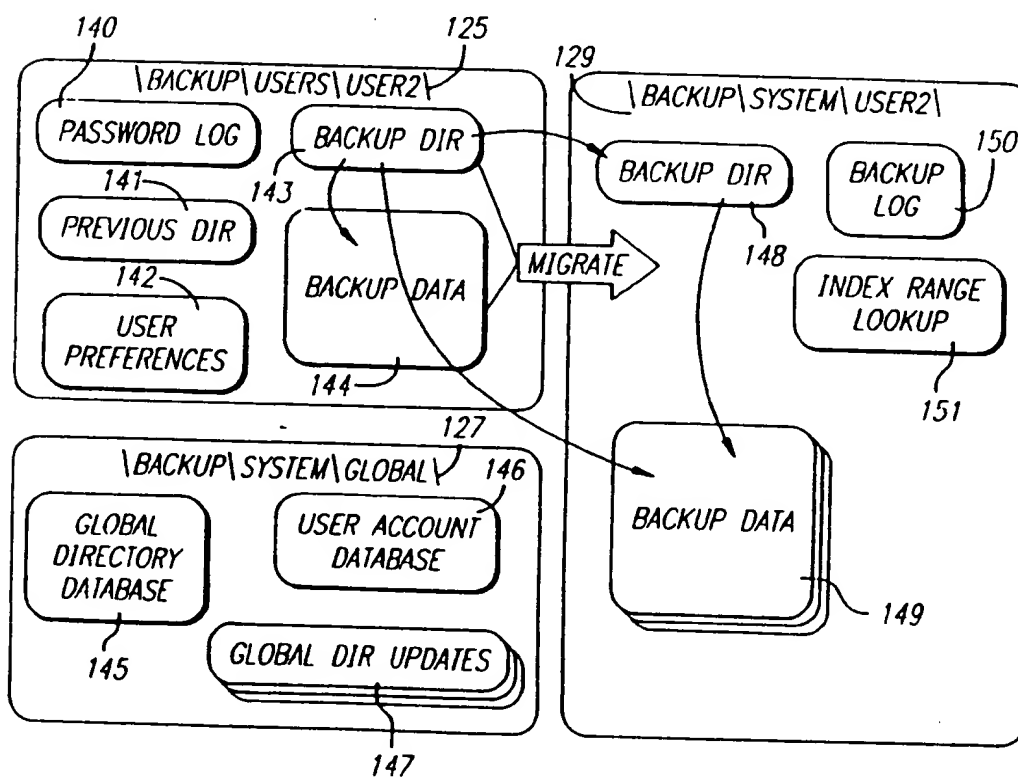 140
\BACKUP\USERS\USER2\
125
PASSWORD LOG
BACKUP DIR
143
141
PREVIOUS DIR
142
USER
PREFERENCES
BACKUP DATA
144
MIGRATE
129
\BACKUP\SYSTEM\USER2\
BACKUP DIR
148
150
BACKUP
LOG
INDEX RANGE
LOOKUP
151
BACKUP DATA
149
\BACKUP\SYSTEM\GLOBAL\
127
GLOBAL
DIRECTORY
DATABASE
145
146
USER ACCOUNT
DATABASE
GLOBAL DIR UPDATES
147